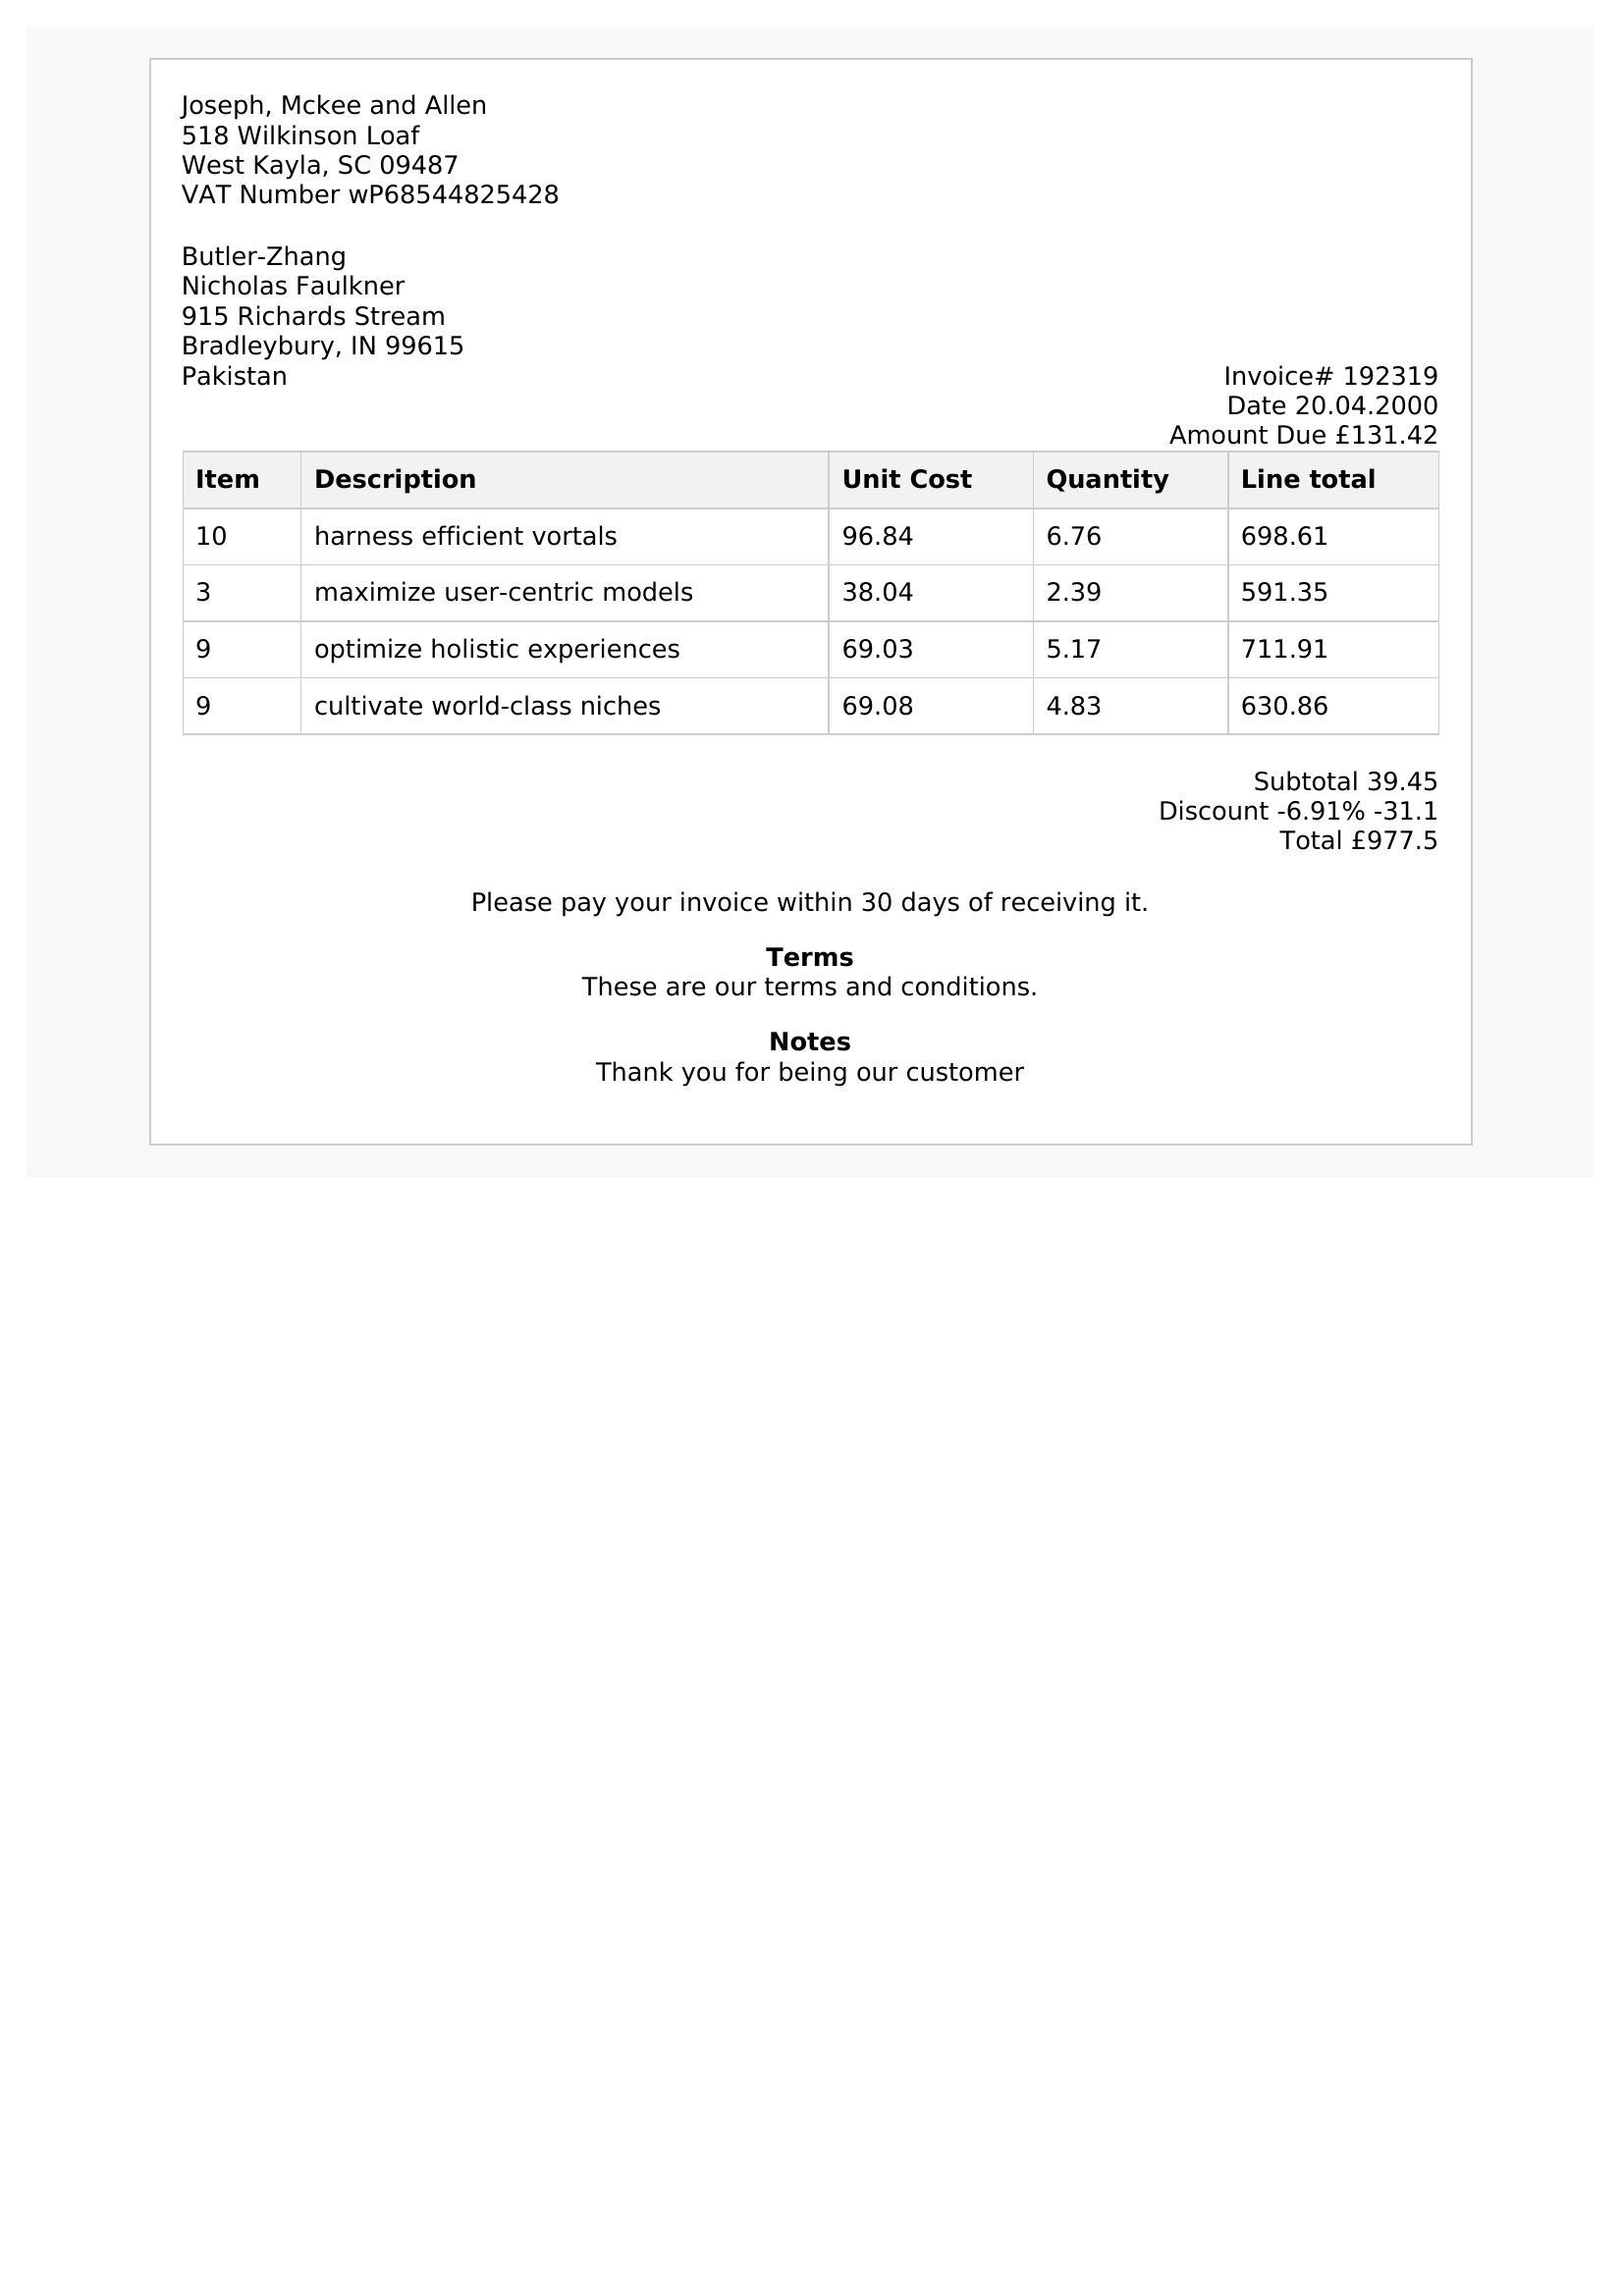 Joseph, Mckee and Allen
518 Wilkinson Loaf
West Kayla, SC 09487
VAT Number wP68544825428
Butler-Zhang
Nicholas Faulkner
915 Richards Stream
Bradleybury, IN 99615
Pakistan
Invoice# 192319
Date 20.04.2000
Amount Due £131.42
Item Description Unit Cost Quantity Line total
10 harness efficient vortals 96.84 6.76 698.61
3 maximize user-centric models 38.04 2.39 591.35
9 optimize holistic experiences 69.03 5.17 711.91
9 cultivate world-class niches 69.08 4.83 630.86
Subtotal 39.45
Discount -6.91% -31.1
Total £977.5
Please pay your invoice within 30 days of receiving it.
Terms
These are our terms and conditions.
Notes
Thank you for being our customer